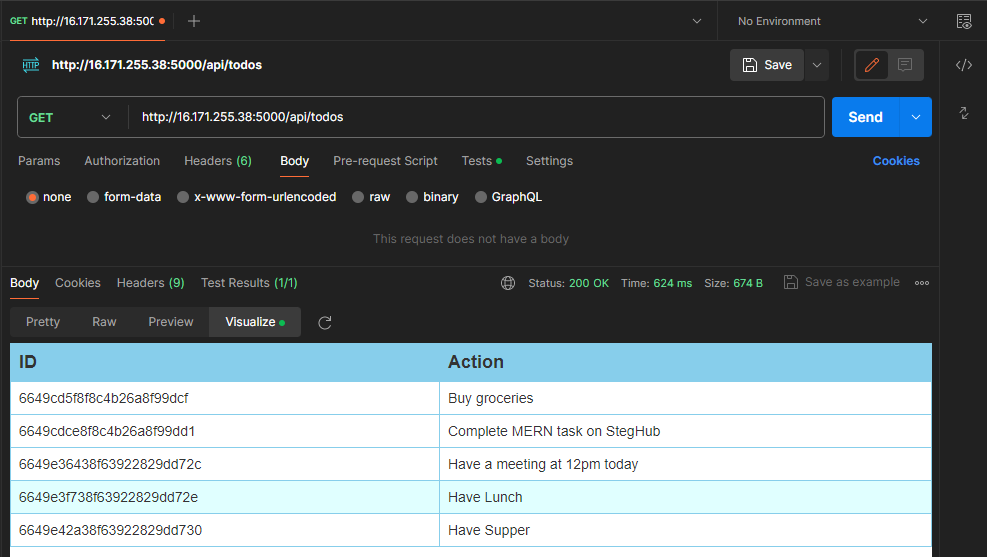 GET http://16.171.255.38:500
No Environment
HTTP http://16.171.255.38:5000/api/todos
Save
GET http://16.171.255.38:5000/api/todos
Send
Params Authorization Headers (6) Body Pre-request Script Tests Settings Cookies
none form-data x-www-form-urlencoded raw binary GraphQL
This request does not have a body
Body Cookies Headers (9) Test Results (1/1) Status: 200 OK Time: 624 ms Size: 674 B Save as example
Pretty Raw Preview Visualize
ID Action
6649cd5f8f8c4b26a8f99dcf Buy groceries
6649cdce8f8c4b26a8f99dd1 Complete MERN task on StegHub
6649e36438f63922829dd72c Have a meeting at 12pm today
6649e3f738f63922829dd72e Have Lunch
6649e42a38f63922829dd730 Have Supper